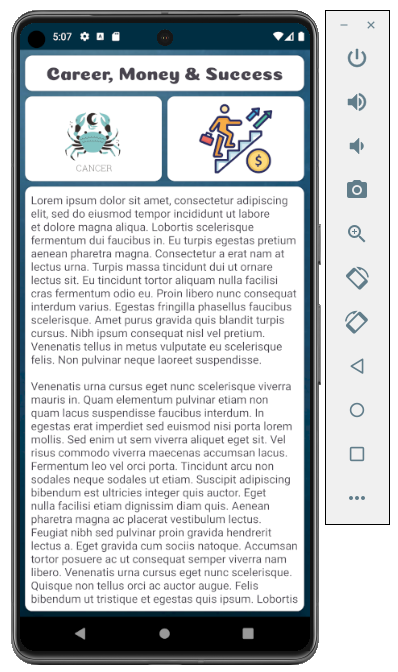 5:07
Career, Money & Success
CANCER
Lorem ipsum dolor sit amet, consectetur adipiscing
elit, sed do eiusmod tempor incididunt ut labore
et dolore magna aliqua. Lobortis scelerisque
fermentum dui faucibus in. Eu turpis egestas pretium
aenean pharetra magna. Consectetur a erat nam at
lectus urna. Turpis massa tincidunt dui ut ornare
lectus sit. Eu tincidunt tortor aliquam nulla facilisi
cras fermentum odio eu. Proin libero nunc consequat
interdum varius. Egestas fringilla phasellus faucibus
scelerisque. Amet purus gravida quis blandit turpis
cursus. Nibh ipsum consequat nisl vel pretium.
Venenatis tellus in metus vulputate eu scelerisque
felis. Non pulvinar neque laoreet suspendisse.
Venenatis urna cursus eget nunc scelerisque viverra
mauris in. Quam elementum pulvinar etiam non
quam lacus suspendisse faucibus interdum. In
egestas erat imperdiet sed euismod nisi porta lorem
mollis. Sed enim ut sem viverra aliquet eget sit. Vel
risus commodo viverra maecenas accumsan lacus.
Fermentum leo vel orci porta. Tincidunt arcu non
sodales neque sodales ut etiam. Suscipit adipiscing
bibendum est ultricies integer quis auctor. Eget
nulla facilisi etiam dignissim diam quis. Aenean
pharetra magna ac placerat vestibulum lectus.
Feugiat nibh sed pulvinar proin gravida hendrerit
lectus a. Eget gravida cum sociis natoque. Accumsan
tortor posuere ac ut consequat semper viverra nam
libero. Venenatis urna cursus eget nunc scelerisque.
Quisque non tellus orci ac auctor augue. Felis
bibendum ut tristique et egestas quis ipsum. Lobortis